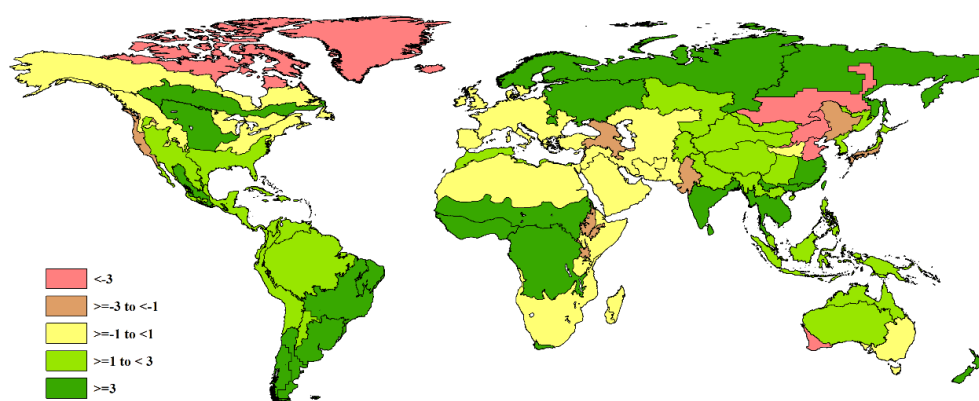 <-3
>=-3 to <-1
>=-1 to <1
>=1 to < 3
>=3